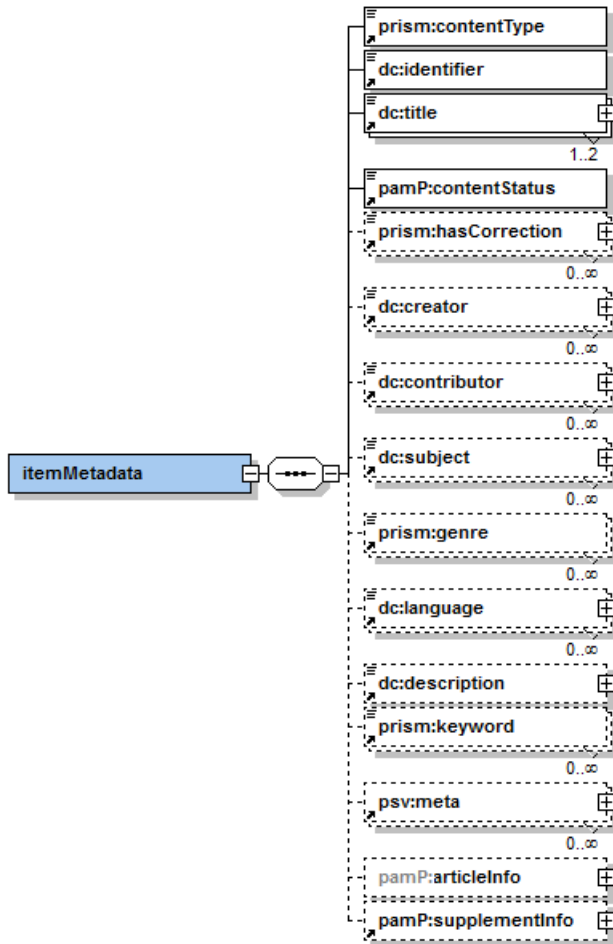 prism:contentType
dc:identifier
dc:title
1..2
pamP:contentStatus
prism:hasCorrection
0..∞
dc:creator
0..∞
dc:contributor
0..∞
itemMetadata
dc:subject
0..∞
prism:genre
0..∞
dc:language
0..∞
dc:description
prism:keyword
0..∞
psv:meta
0..∞
pamP:articleInfo
pamP:supplementInfo